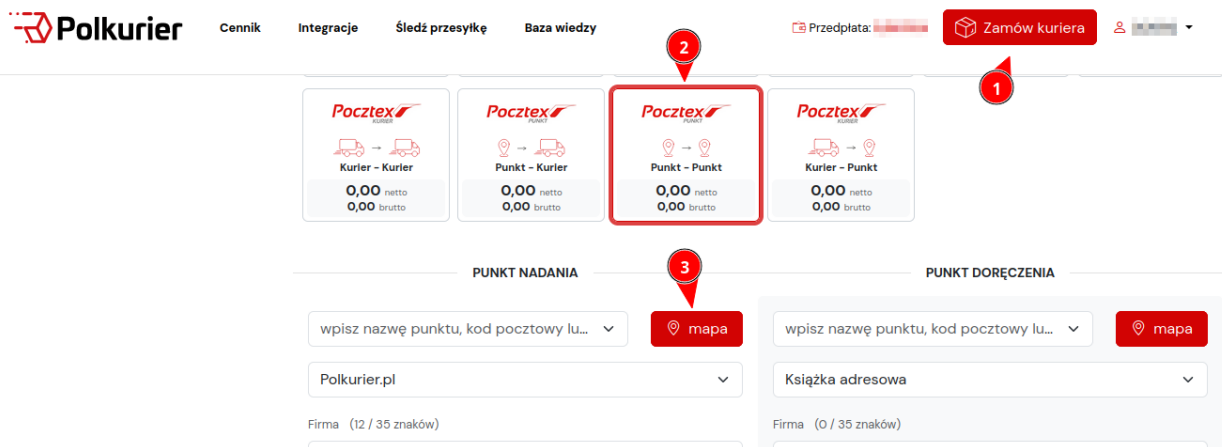 Polkurier Cennik Integracje Śledź przesyłkę Baza wiedzy Przedpłata: Zamów kuriera
2
1
Pocztex KURIER Pocztex PUNKT Pocztex PUNKT Pocztex KURIER
Kurier – Kurier Punkt – Kurier Punkt – Punkt Kurier – Punkt
0,00 netto 0,00 netto 0,00 netto 0,00 netto
0,00 brutto 0,00 brutto 0,00 brutto 0,00 brutto
3
PUNKT NADANIA PUNKT DORĘCZENIA
wpisz nazwę punktu, kod pocztowy lu... mapa wpisz nazwę punktu, kod pocztowy lu... mapa
Polkurier.pl Książka adresowa
Firma (12 / 35 znaków) Firma (0 / 35 znaków)